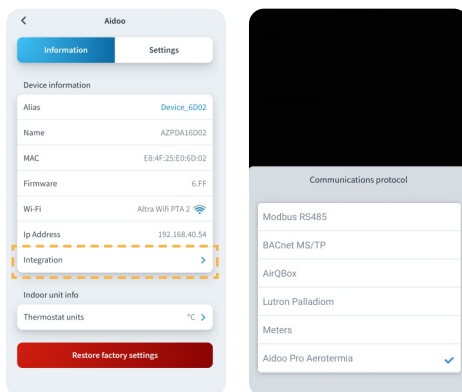 Aidoo
Information Settings
Device information
Alias Device_6D02
Name AZPDA16D02
MAC E8:4F:25:E0:6D:02
Firmware 6.FF
Wi-Fi Altra Wifi PTA 2
Ip Address 192.168.40.54
Integration
Indoor unit info
Thermostat units °C
Restore factory settings
Communications protocol
Modbus RS485
BACnet MS/TP
AirQBox
Lutron Palladiom
Meters
Aidoo Pro Aerotermia